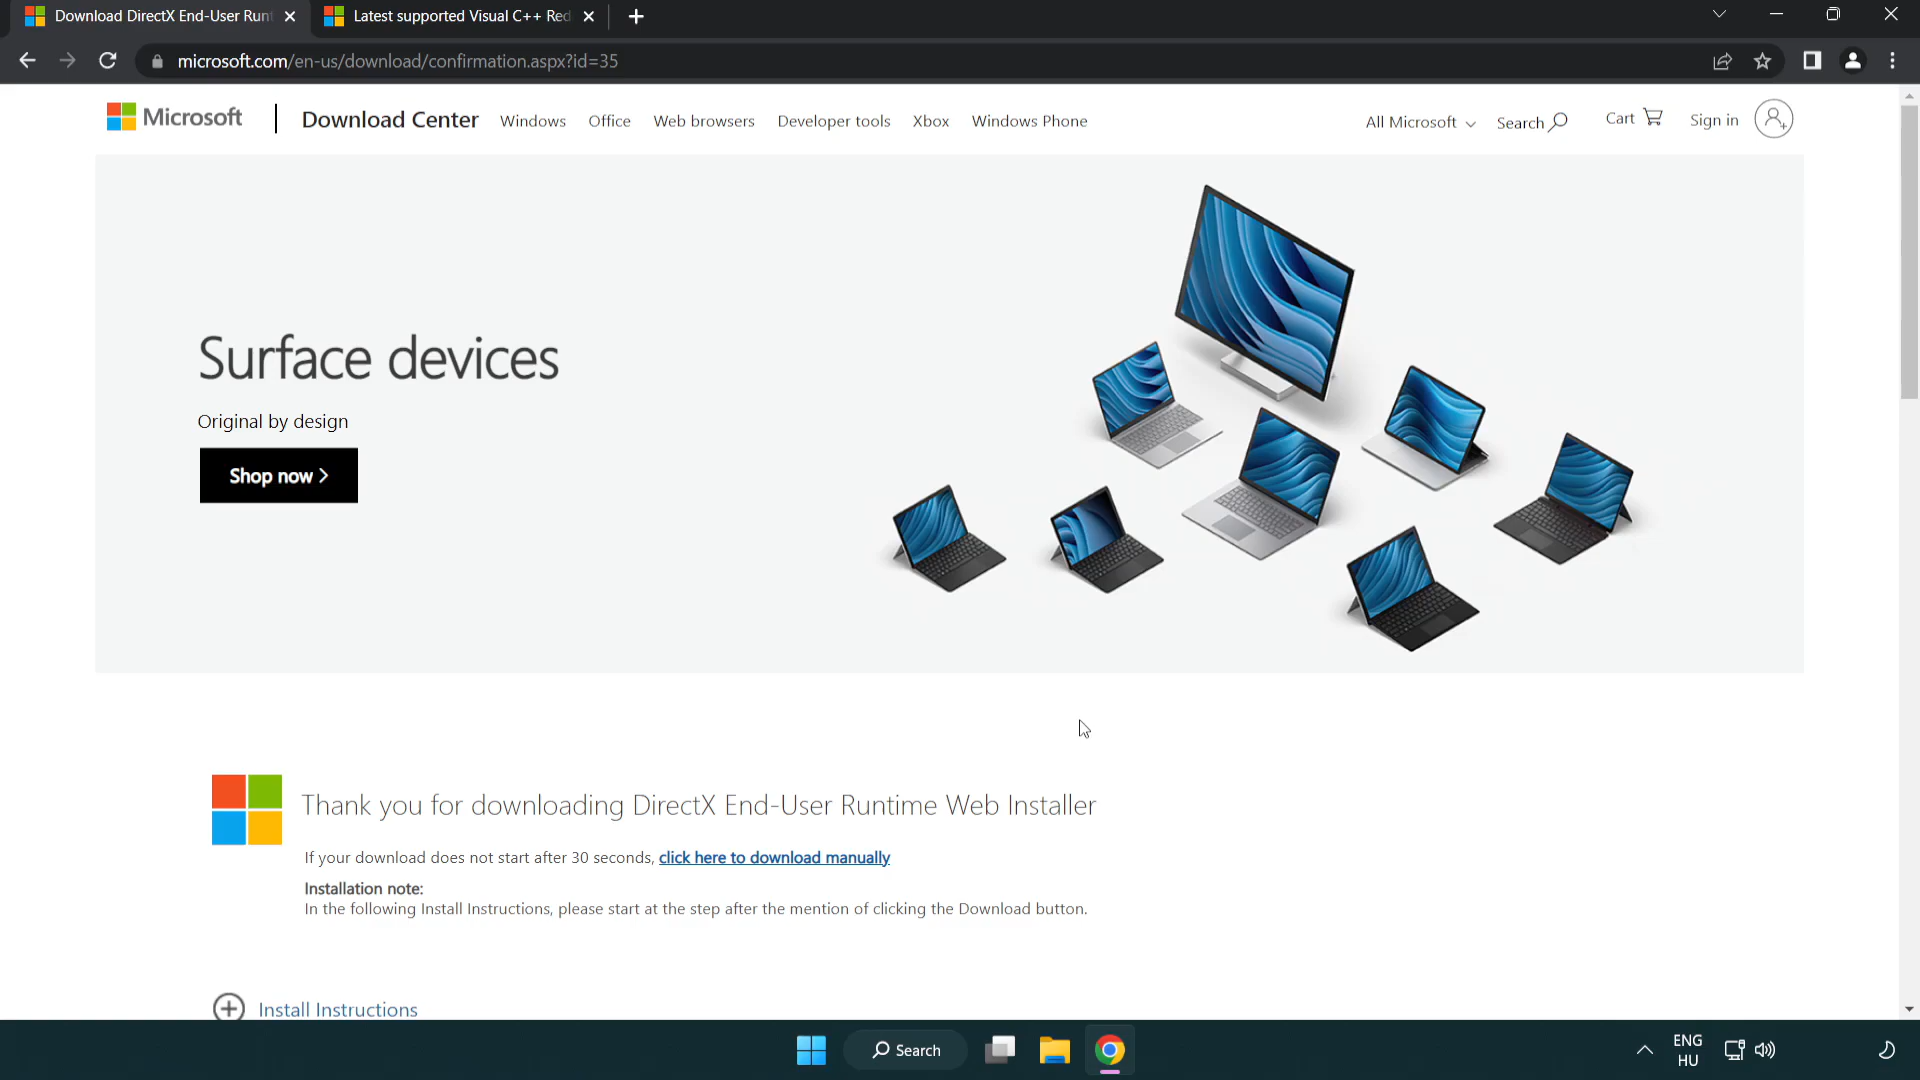 Download DirectX End-User Runt
Latest supported Visual C++ Red
microsoft.com/en-us/download/confirmation.aspx?id=35
Microsoft
Download Center
Windows
Office
Web browsers
Developer tools
Xbox
Windows Phone
All Microsoft
Search
Cart
Sign in
Surface devices
Original by design
Shop now
Thank you for downloading DirectX End-User Runtime Web Installer
If your download does not start after 30 seconds, click here to download manually
Installation note:
In the following Install Instructions, please start at the step after the mention of clicking the Download button.
Install Instructions
Search
ENG
HU